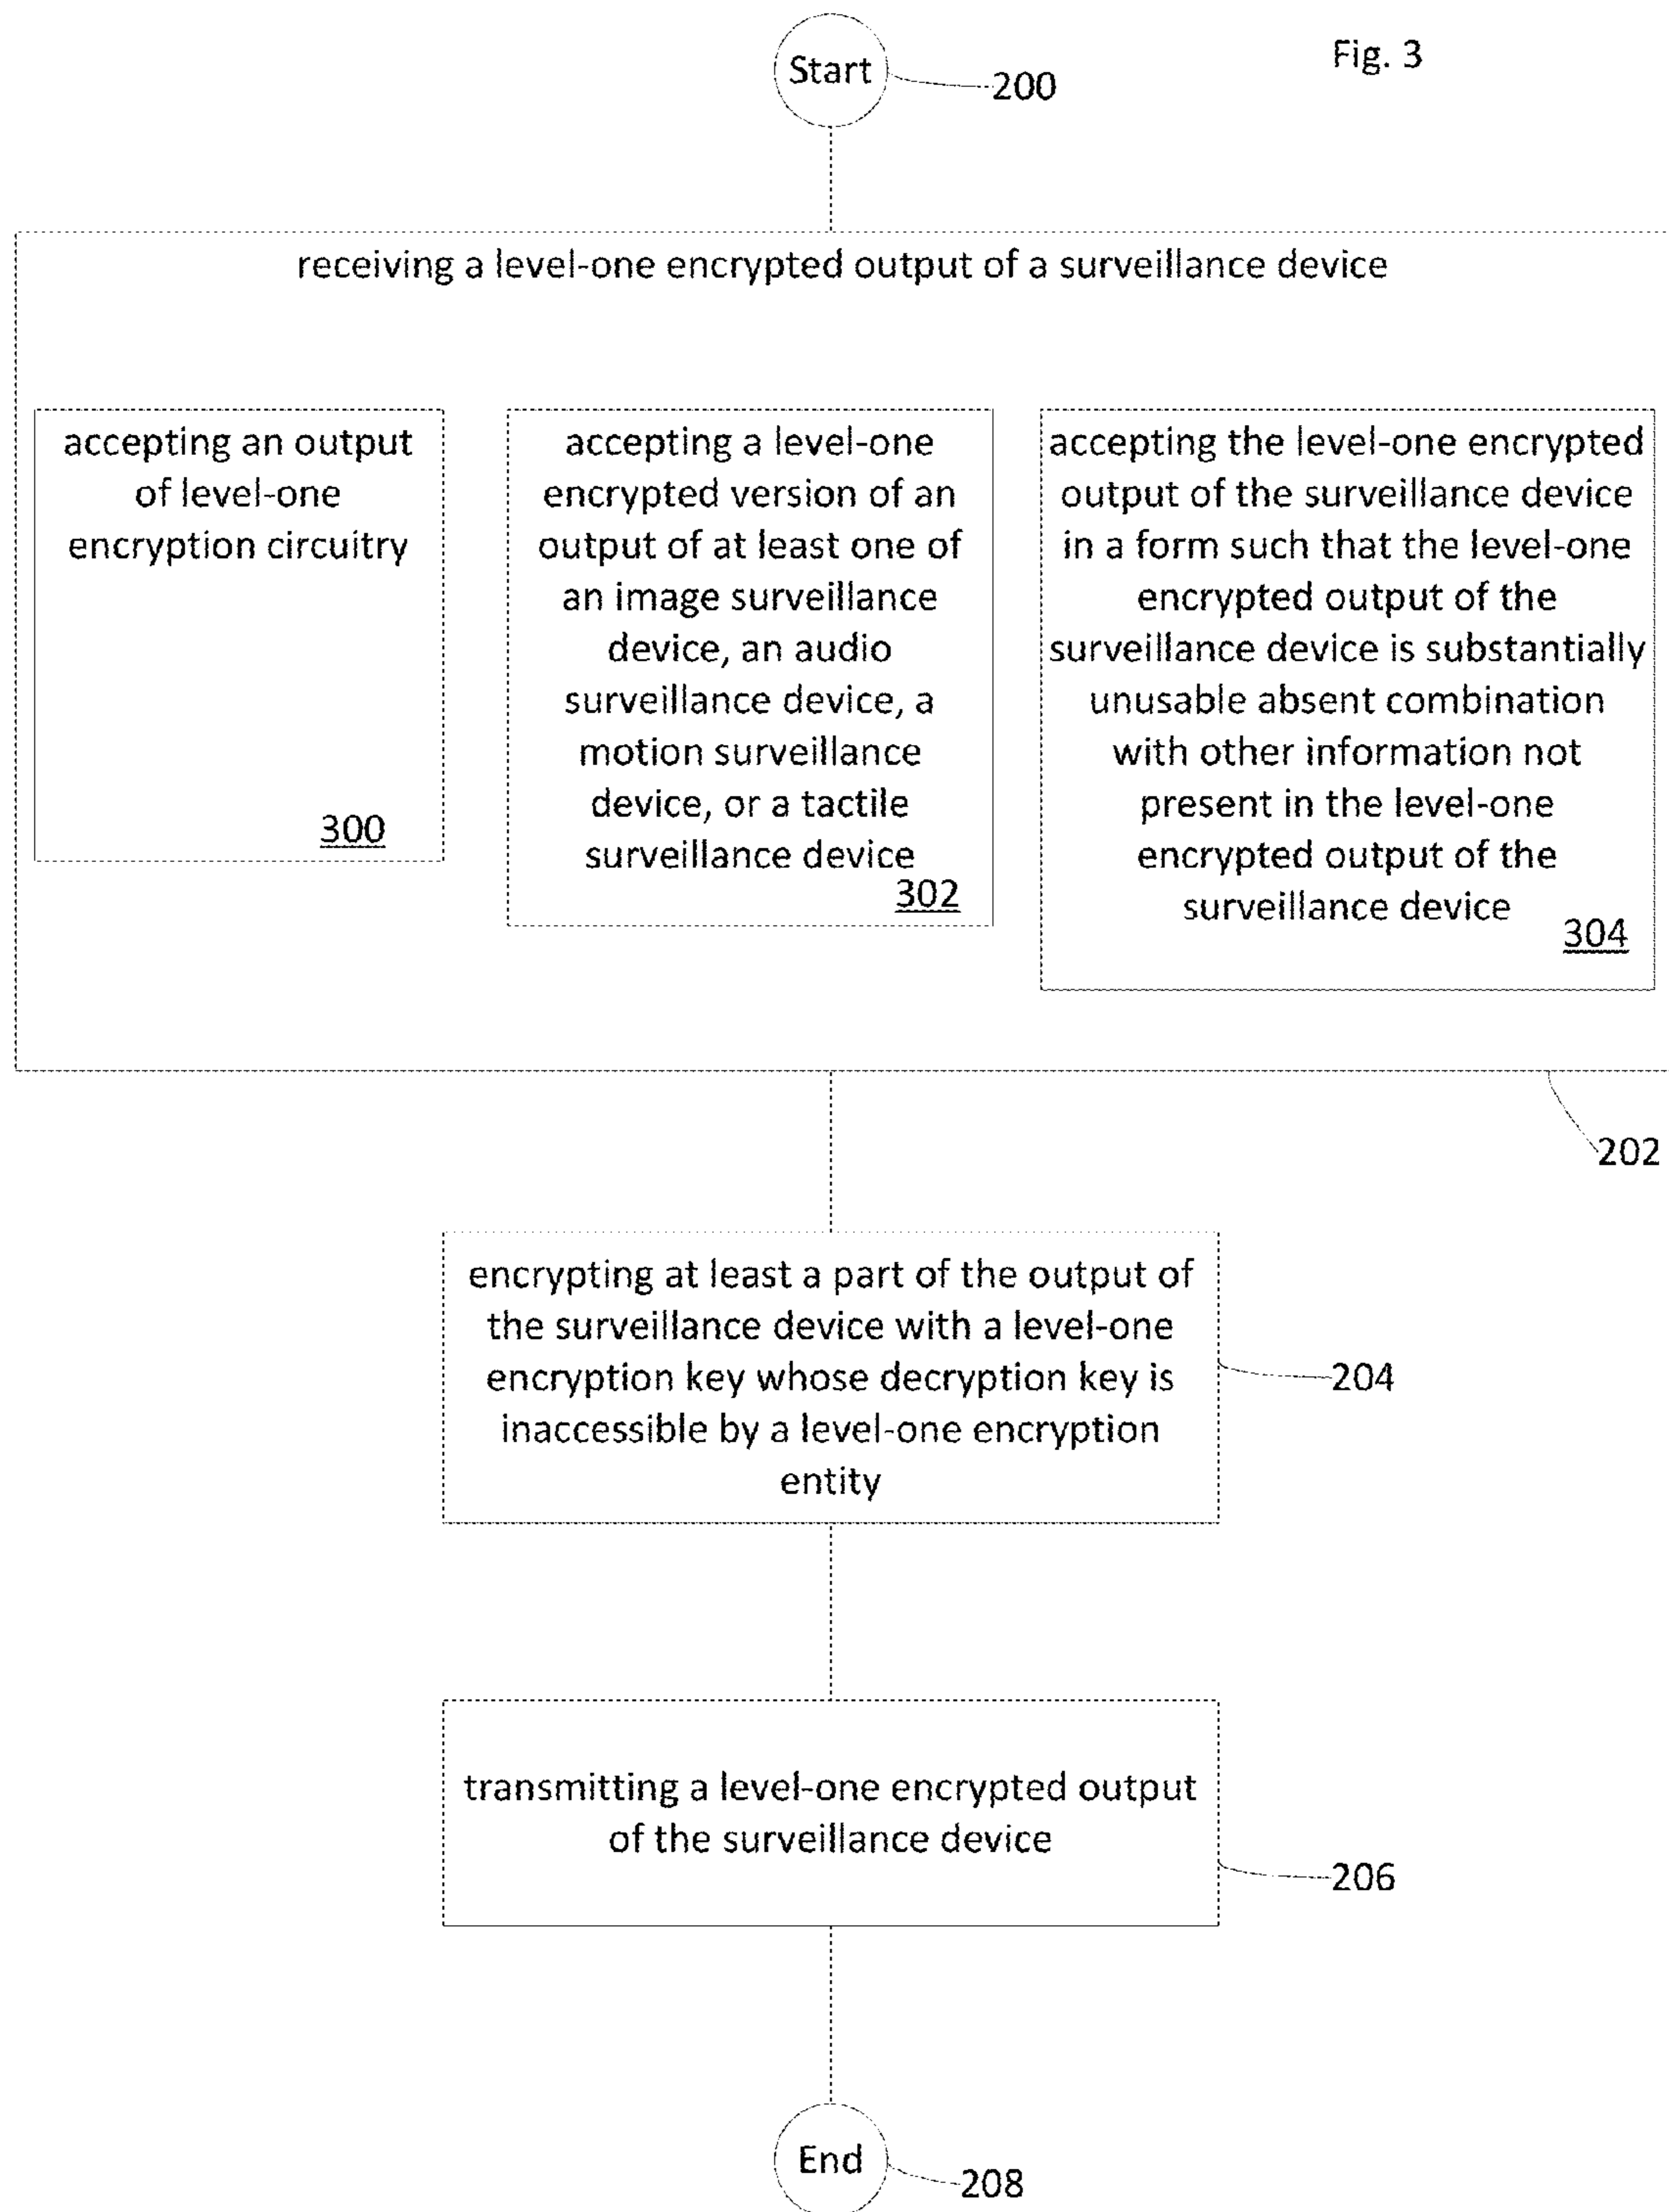 Fig. 3
Start
200
receiving a level-one encrypted output of a surveillance device
accepting an output
of level-one
encryption circuitry
300
accepting a level-one
encrypted version of an
output of at least one of
an image surveillance
device, an audio
surveillance device, a
motion surveillance
device, or a tactile
surveillance device
302
accepting the level-one encrypted
output of the surveillance device
in a form such that the level-one
encrypted output of the
surveillance device is substantially
unusable absent combination
with other information not
present in the level-one
encrypted output of the
surveillance device
304
202
encrypting at least a part of the output of
the surveillance device with a level-one
encryption key whose decryption key is
inaccessible by a level-one encryption
entity
204
transmitting a level-one encrypted output
of the surveillance device
206
End
208